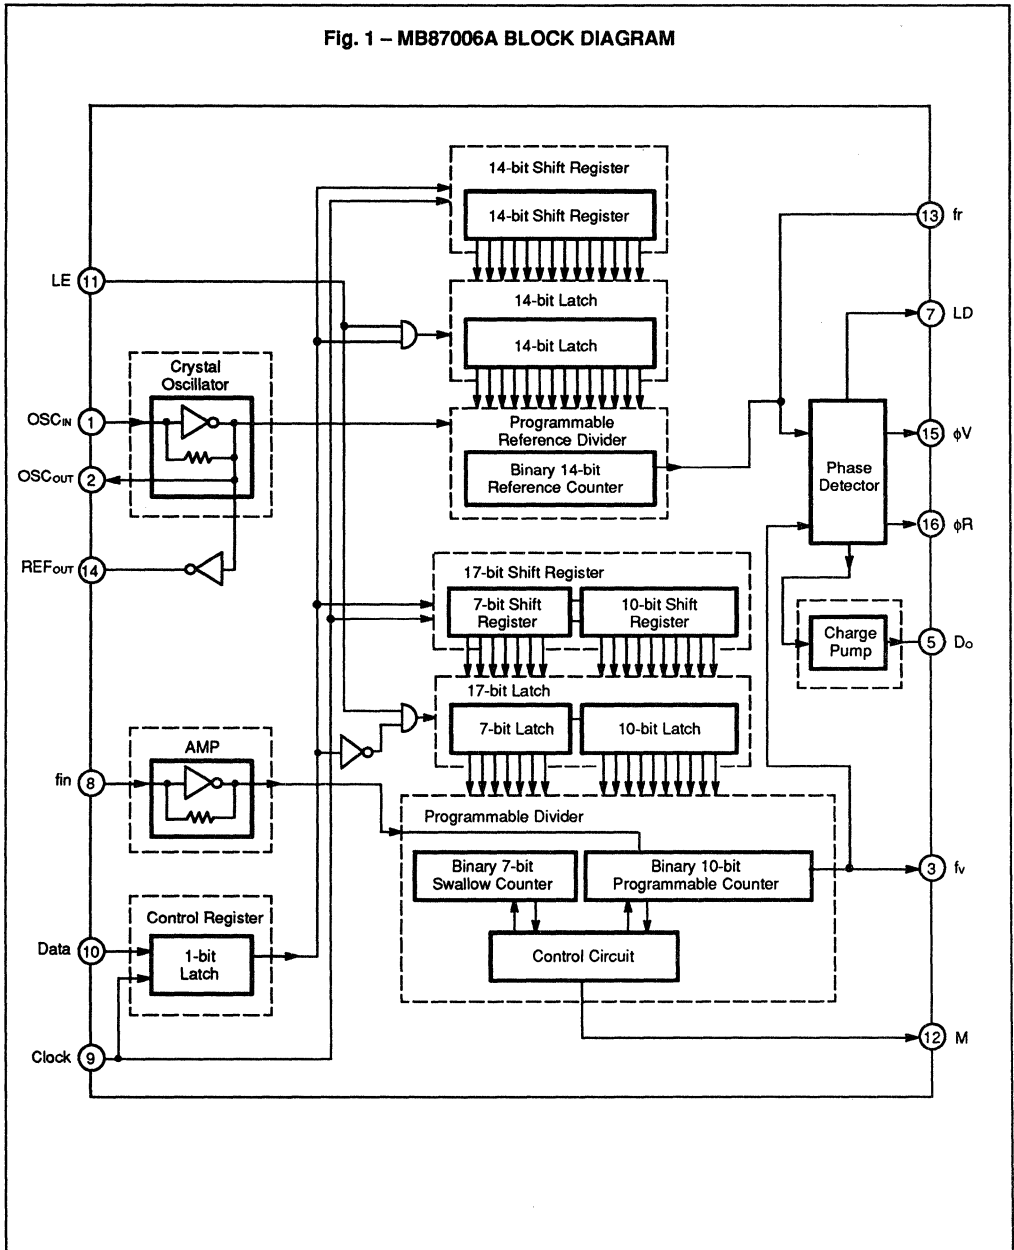 Fig. 1 – MB87006A BLOCK DIAGRAM
14-bit Shift Register
14-bit Shift Register
13 fr
LE 11
14-bit Latch
14-bit Latch
7 LD
Crystal
Oscillator
OSCIN 1
OSCOUT 2
Programmable
Reference Divider
Binary 14-bit
Reference Counter
Phase
Detector
15 φV
16 φR
REFOUT 14
17-bit Shift Register
7-bit Shift
Register
10-bit Shift
Register
Charge
Pump
5 Do
17-bit Latch
7-bit Latch
10-bit Latch
AMP
fin 8
Programmable Divider
Binary 7-bit
Swallow Counter
Binary 10-bit
Programmable Counter
3 fv
Control Register
Data 10
1-bit
Latch
Control Circuit
Clock 9
12 M